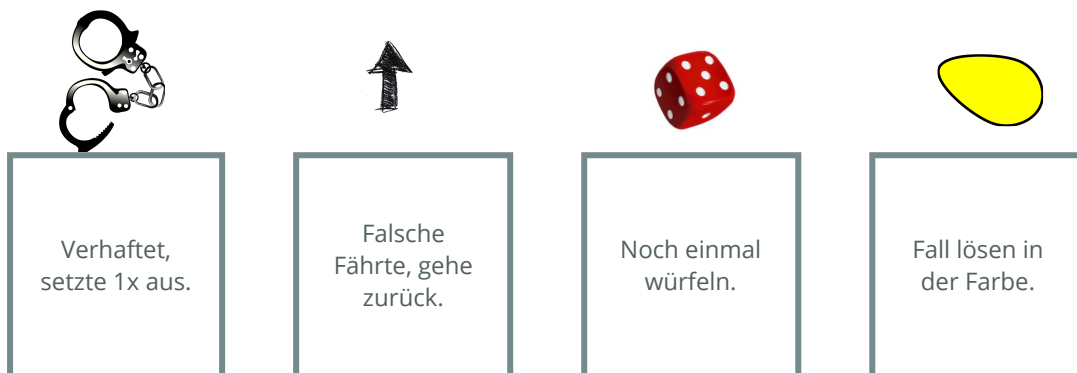 Verhaftet,
setzte 1x aus.
Falsche
Fährte, gehe
zurück.
Noch einmal
würfeln.
Fall lösen in
der Farbe.